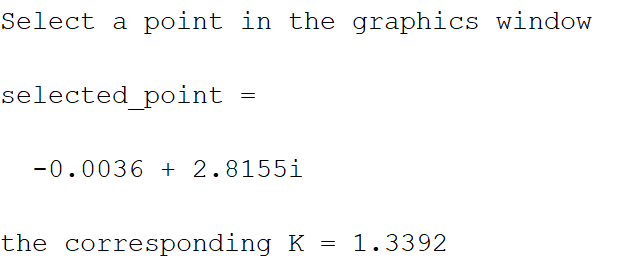 Select a point in the graphics window
selected_point =
-0.0036 + 2.8155i
the corresponding K = 1.3392